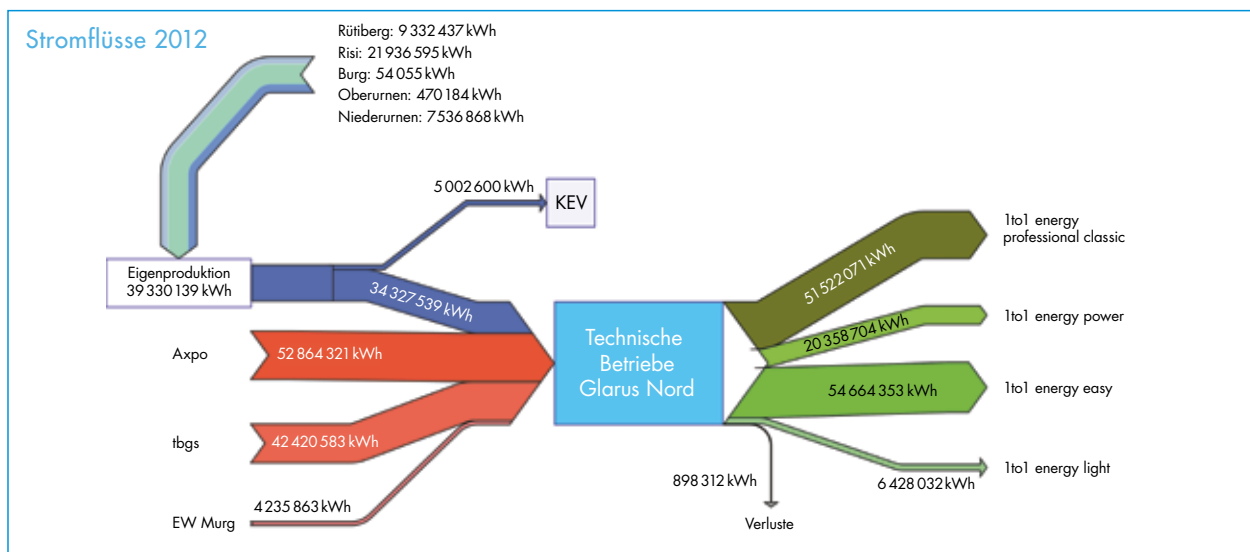 Stromflüsse 2012
Rütiberg: 9 332 437 kWh
Risi: 21 936 595 kWh
Burg: 54 055 kWh
Oberurnen: 470 184 kWh
Niederurnen: 7 536 868 kWh
5 002 600 kWh
KEV
Eigenproduktion
39 330 139 kWh
34 327 539 kWh
Axpo
52 864 321 kWh
tbgs
42 420 583 kWh
EW Murg
4 235 863 kWh
Technische
Betriebe
Glarus Nord
51 522 071 kWh
1to1 energy
professional classic
20 358 704 kWh
1to1 energy power
54 664 353 kWh
1to1 energy easy
898 312 kWh
Verluste
6 428 032 kWh
1to1 energy light